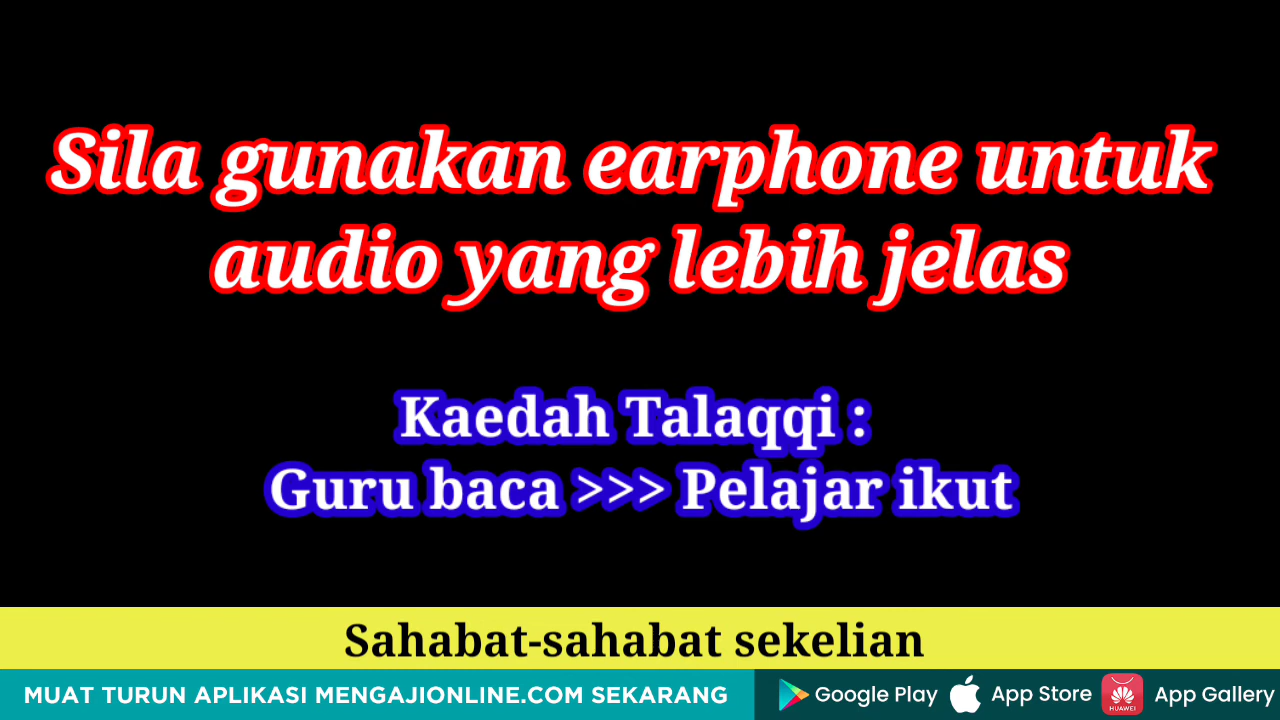 Sila gunakan earphone untuk
audio yang lebih jelas
Kaedah Talaqqi :
Guru baca >>> Pelajar ikut
Sahabat-sahabat sekelian
MUAT TURUN APLIKASI MENGAJIONLINE.COM SEKARANG
Google Play
App Store
HUAWEI
App Gallery